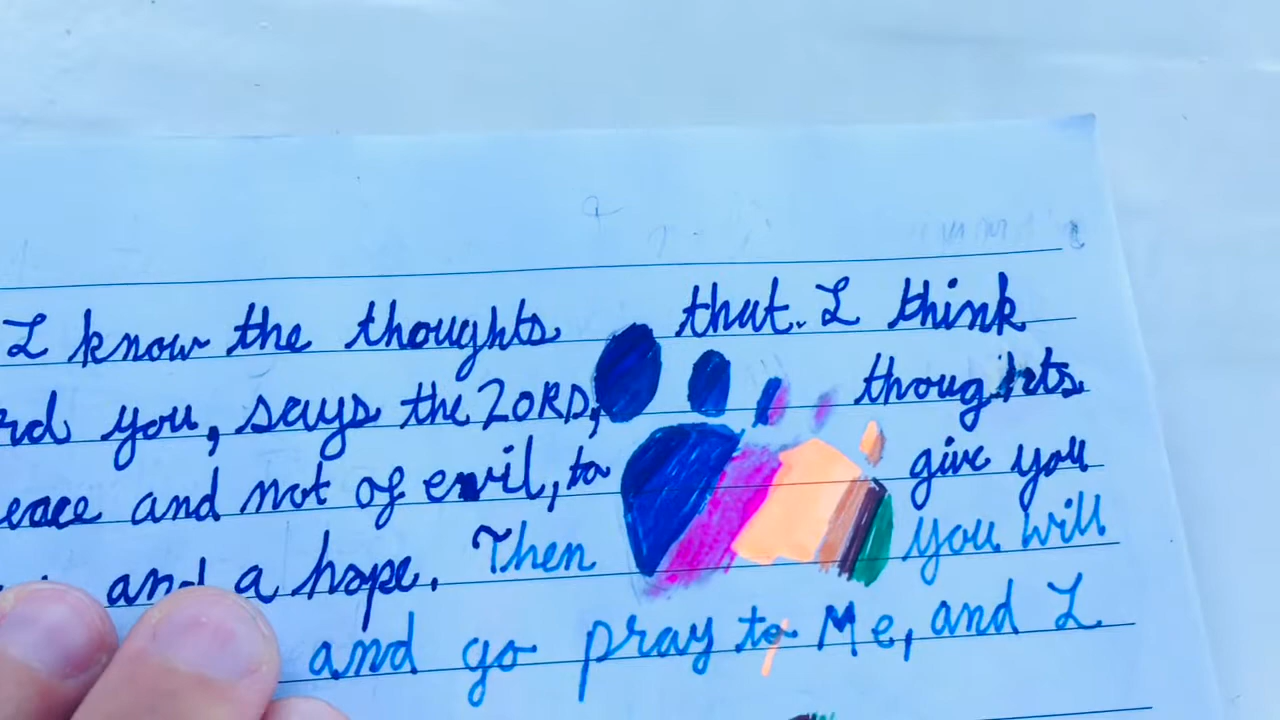 I know the thoughts that I think
rd you, says the LORD, thoughts
eace and not of evil, to give you
and a hope. Then you will
and go pray to Me, and I